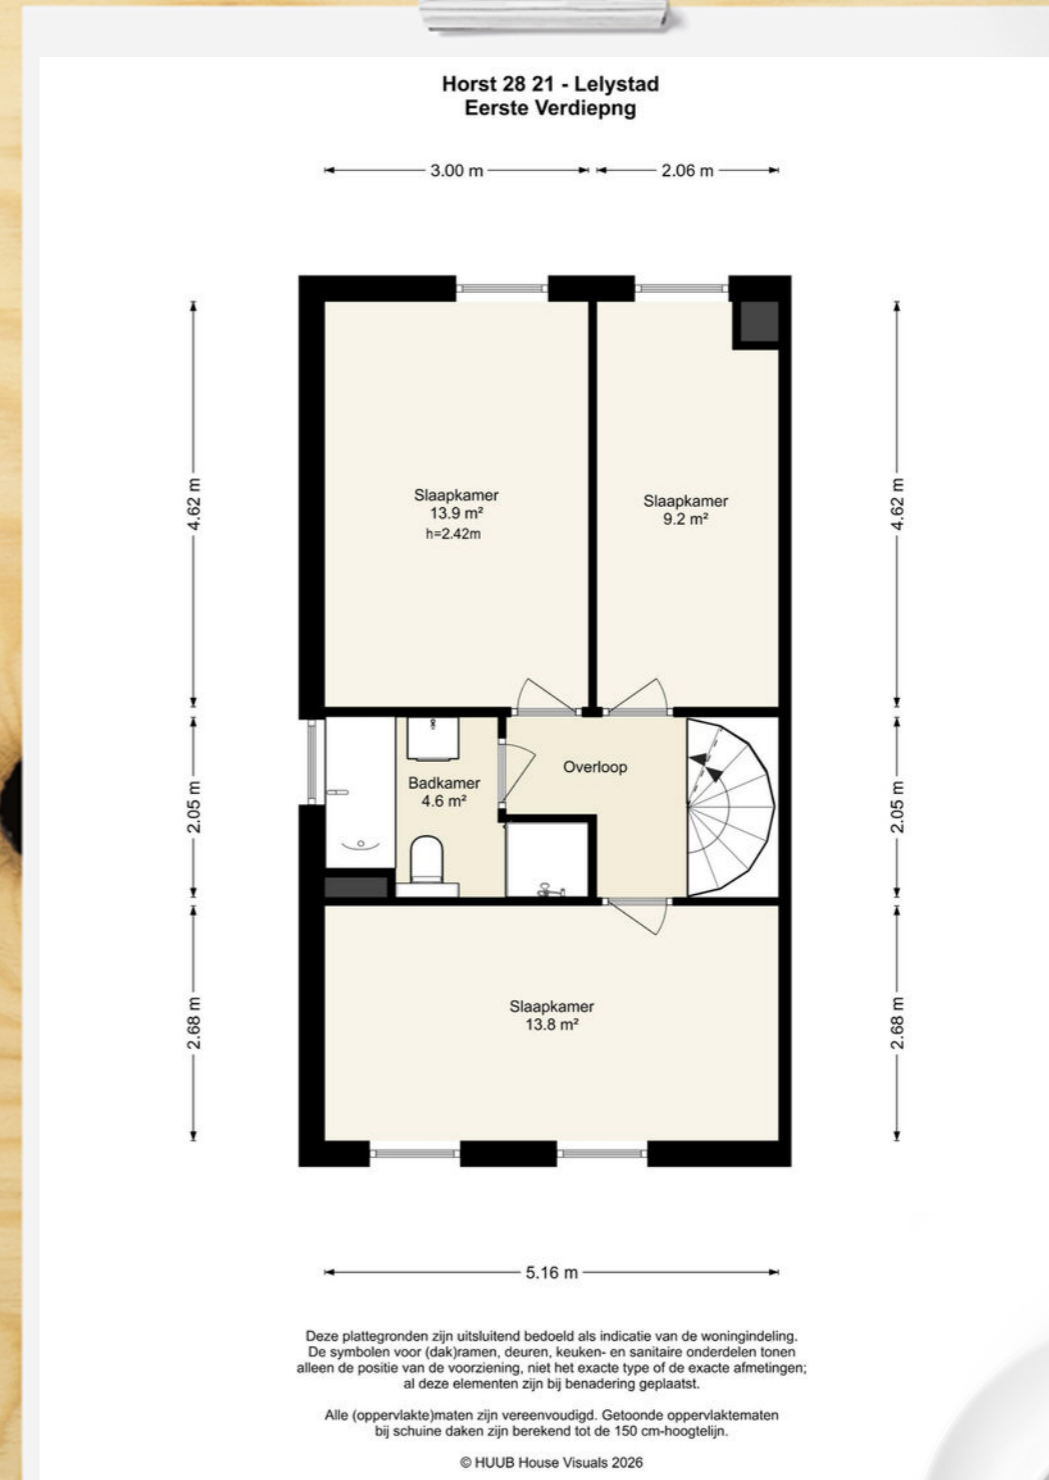 Horst 28 21 - Lelystad
Eerste Verdiepng
3.00 m
2.06 m
4.62 m
4.62 m
Slaapkamer
13.9 m²
h=2.42m
Slaapkamer
9.2 m²
2.05 m
2.05 m
Badkamer
4.6 m²
Overloop
2.68 m
2.68 m
Slaapkamer
13.8 m²
5.16 m
Deze plattegronden zijn uitsluitend bedoeld als indicatie van de woningindeling.
De symbolen voor (dak)ramen, deuren, keuken- en sanitaire onderdelen tonen
alleen de positie van de voorziening, niet het exacte type of de exacte afmetingen;
al deze elementen zijn bij benadering geplaatst.
Alle (oppervlakte)maten zijn vereenvoudigd. Getoonde oppervlaktematen
bij schuine daken zijn berekend tot de 150 cm-hoogtelijn.
© HUUB House Visuals 2026